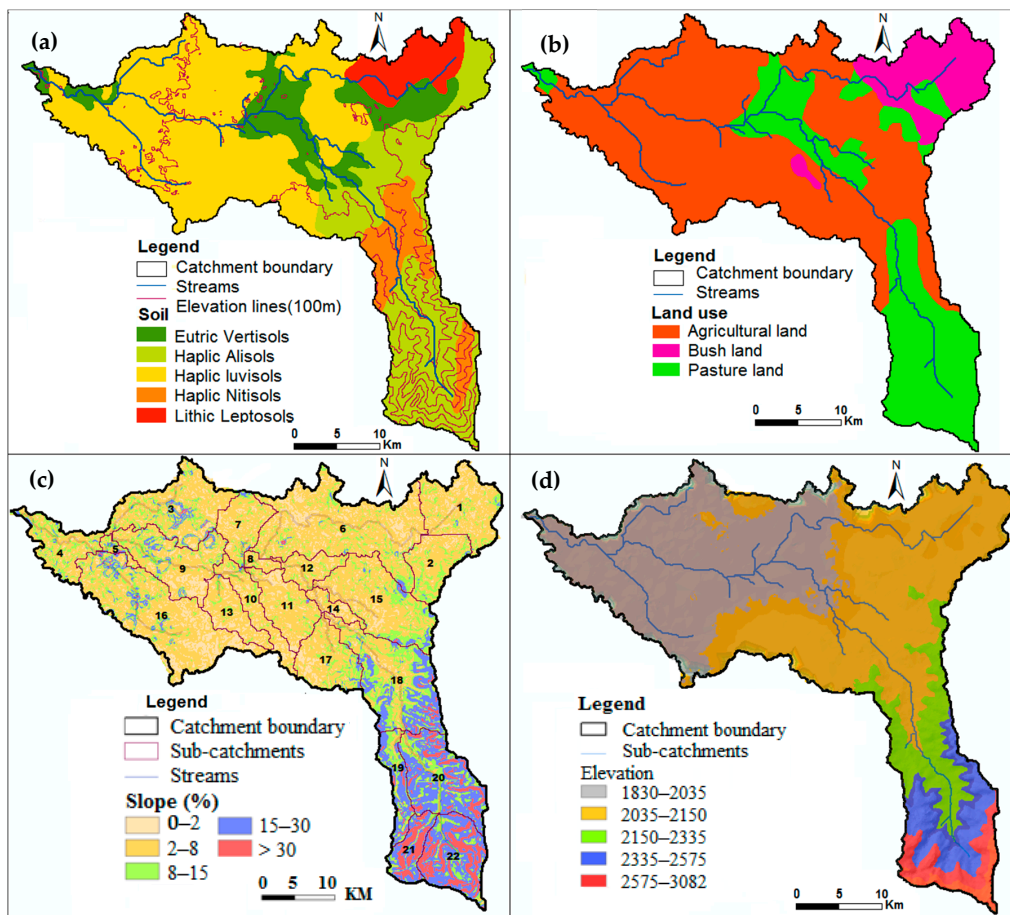 (a)
N
Legend
Catchment boundary
Streams
Elevation lines(100m)
Soil
Eutric Vertisols
Haplic Alisols
Haplic luvisols
Haplic Nitisols
Lithic Leptosols
0 5 10
Km
(b)
N
Legend
Catchment boundary
Streams
Land use
Agricultural land
Bush land
Pasture land
0 5 10
Km
(c)
N
1
2
3
4
5
6
7
8
9
10
11
12
13
14
15
16
17
18
19
20
21
22
Legend
Catchment boundary
Sub-catchments
Streams
Slope (%)
0–2
2–8
8–15
15–30
> 30
0 5 10
KM
(d)
N
Legend
Catchment boundary
Sub-catchments
Elevation
1830–2035
2035–2150
2150–2335
2335–2575
2575–3082
0 5 10
Km